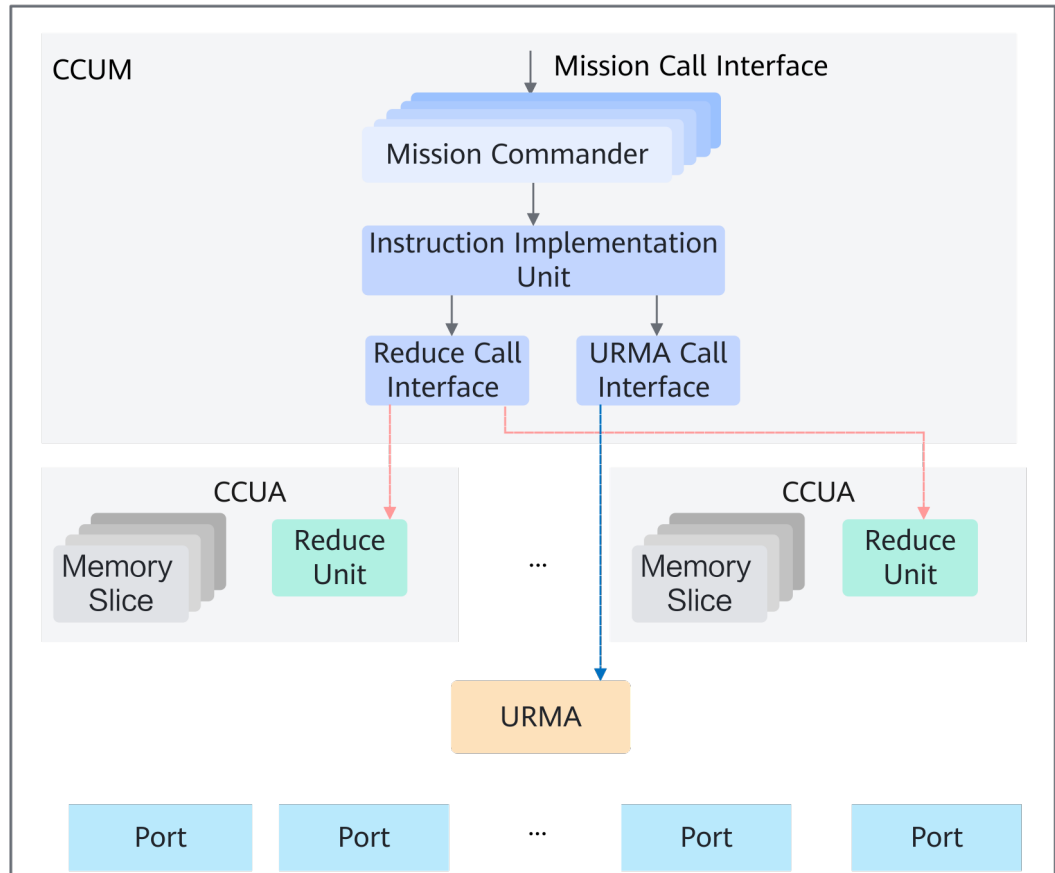 CCUM
Mission Call Interface
Mission Commander
Instruction Implementation
Unit
Reduce Call
Interface
URMA Call
Interface
CCUA
Memory
Slice
Reduce
Unit
...
CCUA
Memory
Slice
Reduce
Unit
URMA
Port
Port
...
Port
Port